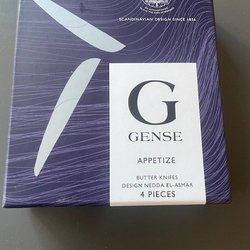 SCANDINAVIAN DESIGN SINCE 1856
G
GENSE
APPETIZE
BUTTER KNIFES
DESIGN NEDDA EL-ASMAR
4 PIECES